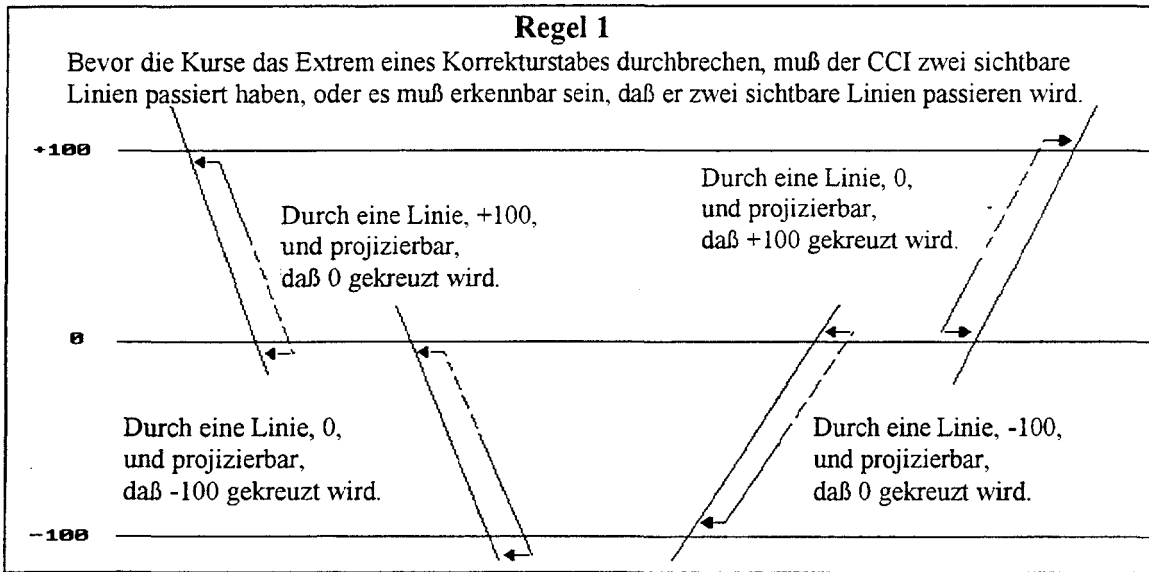 Regel 1
Bevor die Kurse das Extrem eines Korrekturstabes durchbrechen, muß der CCI zwei sichtbare
Linien passiert haben, oder es muß erkennbar sein, daß er zwei sichtbare Linien passieren wird.
+100
Durch eine Linie, +100,
und projizierbar,
daß 0 gekreuzt wird.
Durch eine Linie, 0,
und projizierbar,
daß +100 gekreuzt wird.
0
Durch eine Linie, 0,
und projizierbar,
daß -100 gekreuzt wird.
Durch eine Linie, -100,
und projizierbar,
daß 0 gekreuzt wird.
-100